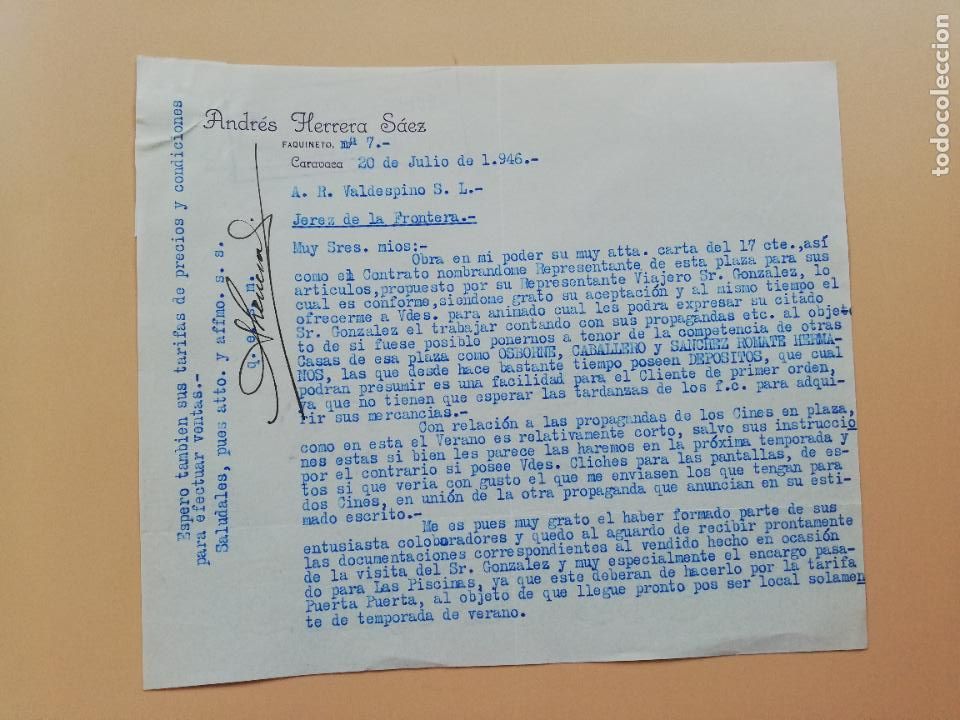 Andrés Herrera Sáez
FAQUINETO, nº 7.-
Caravaca 20 de Julio de 1.946.-
A. R. Valdespino S. L.-
Jerez de la Frontera.-
Muy Sres. mios:-
Obra en mi poder su muy atta. carta del 17 cte.,así
como el Contrato nombrandome Representante de esta plaza para sus
articulos,propuesto por su Representante Viajero Sr. González, lo
cual es conforme,siendome grato su aceptación y al mismo tiempo el
ofrecerme a Vdes. para animado cual les podra expresar su citado
Sr. Gonzalez el trabajar contando con sus propagandas etc. al obje
to de si fuese posible ponernos a tenor de la competencia de otras
Casas de esa plaza como OSBORNE, CABALLERO y SANCHEZ ROMATE HERMA-
NOS, las que desde hace bastante tiempo poseen DEPOSITOS, que cual
podran presumir es una facilidad para el Cliente de primer orden,
ya que no tienen que esperar las tardanzas de los f.c. para adqui-
rir sus mercancias.-
Con relación a las propagandas de los Cines en plaza,
como en esta el Verano es relativamente corto, salvo sus instruccio
nes estas si bien les parece las haremos en la próxima temporada y
por el contrario si posee Vdes. Cliches para las pantallas, de es-
tos si que veria con gusto el que me enviasen los que tengan para
dos Cines, en unión de la otra propaganda que anuncian en su esti-
mado escrito.-
Me es pues muy grato el haber formado parte de sus
entusiasta coloboradores y quedo al aguardo de recibir prontamente
las documentaciones correspondientes al vendido hecho en ocasión
de la visita del Sr. Gonzalez y muy especialmente el encargo pasa-
do para Las Piscinas, ya que este deberan de hacerlo por la tarifa
Puerta Puerta, al objeto de que llegue pronto pos ser local solamen
te de temporada de verano.
Espero tambien sus tarifas de precios y condiciones
para efectuar ventas.-
Saludales, pues atto. y affmo. s. s.
q. e. s. m.
todocoleccion